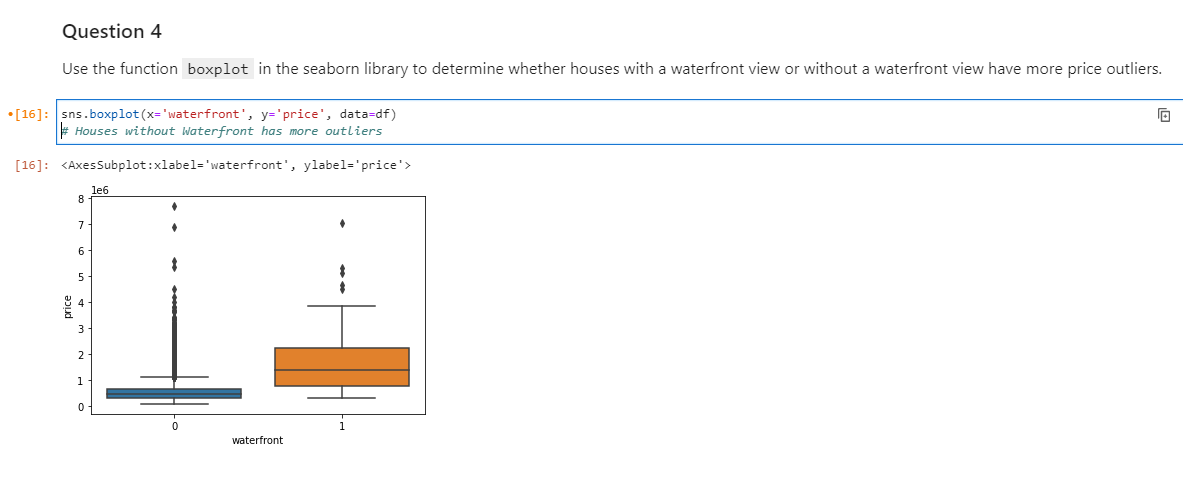 Question 4
Use the function boxplot in the seaborn library to determine whether houses with a waterfront view or without a waterfront view have more price outliers.
•[16]: sns.boxplot(x='waterfront', y='price', data=df)
# Houses without Waterfront has more outliers
[16]: <AxesSubplot:xlabel='waterfront', ylabel='price'>
1e6
8
7
6
5
4
3
2
1
0
price
0 1
waterfront